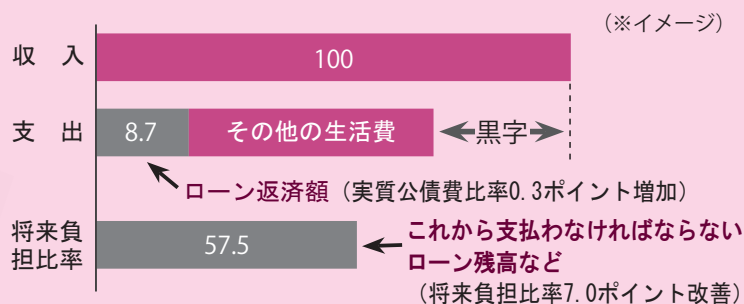 (※イメージ)
収 入
100
支 出
8.7
その他の生活費
黒字
ローン返済額(実質公債費比率0.3ポイント増加)
将来負
担比率
57.5
これから支払わなければならない
ローン残高など
(将来負担比率7.0ポイント改善)